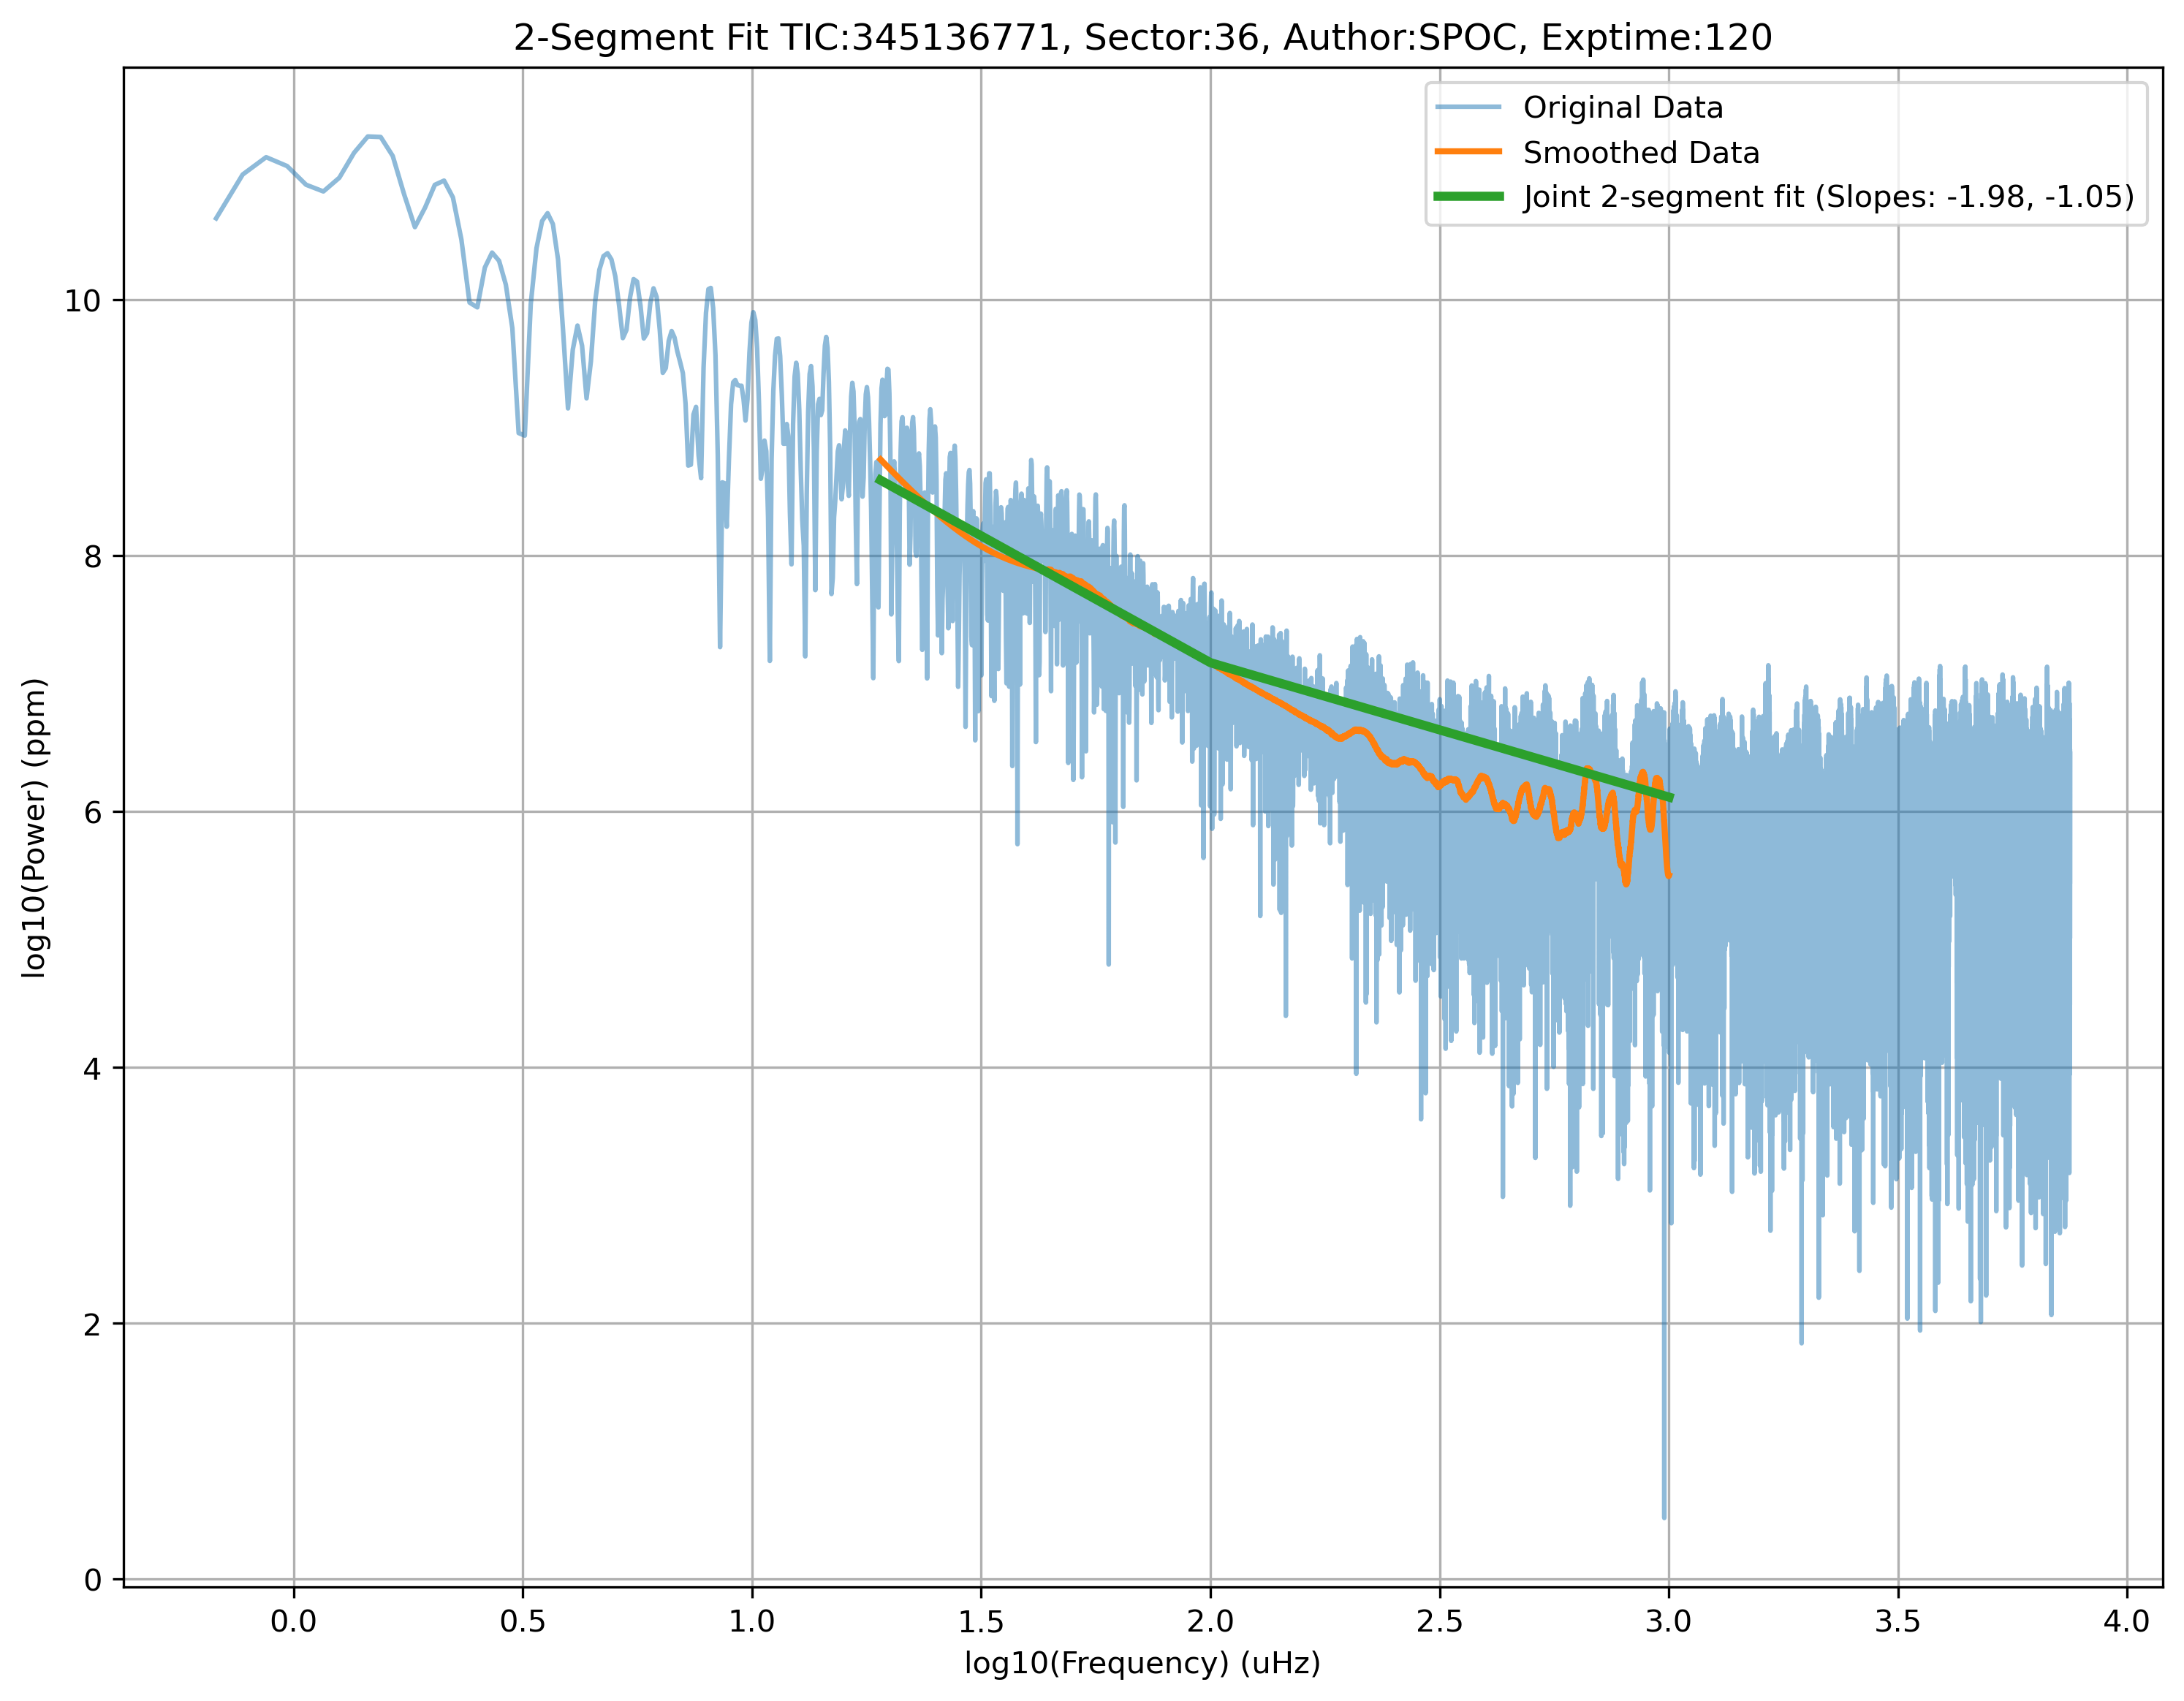 2-Segment Fit TIC:345136771, Sector:36, Author:SPOC, Exptime:120
Original Data
Smoothed Data
Joint 2-segment fit (Slopes: -1.98, -1.05)
log10(Power) (ppm)
10
8
6
4
2
0
0.0 0.5 1.0 1.5 2.0 2.5 3.0 3.5 4.0
log10(Frequency) (uHz)